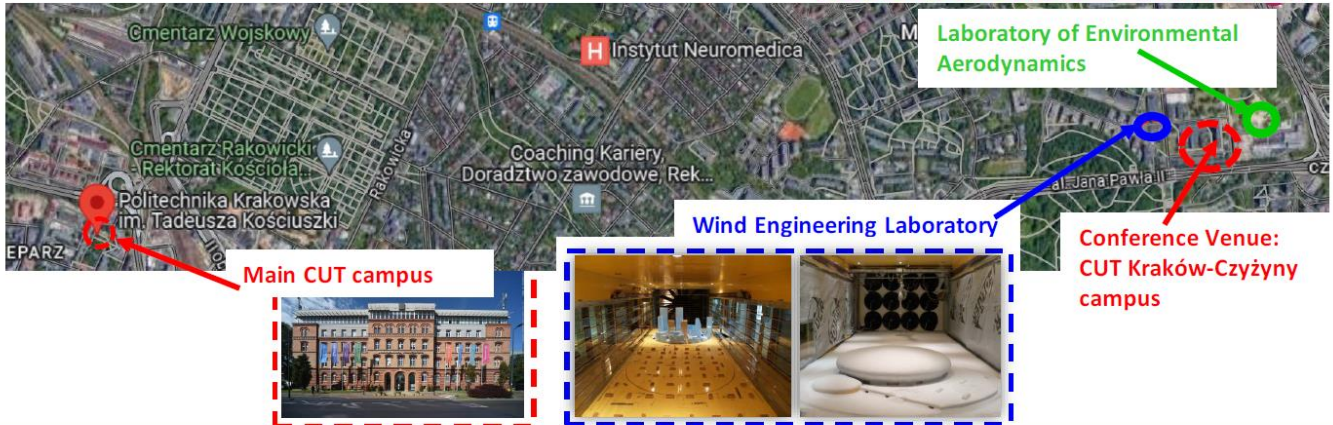 Cmentarz Wojskowy
Instytut Neuromedica
M
Laboratory of Environmental
Aerodynamics
Cmentarz Rakowicki
- Rektorat Kościoła...
Rakowicka
Coaching Kariery,
Doradztwo zawodowe, Rek...
al. Jana Pawła II
CZ
Politechnika Krakowska
im. Tadeusza Kościuszki
EPARZ
Main CUT campus
Wind Engineering Laboratory
Conference Venue:
CUT Kraków-Czyżyny
campus